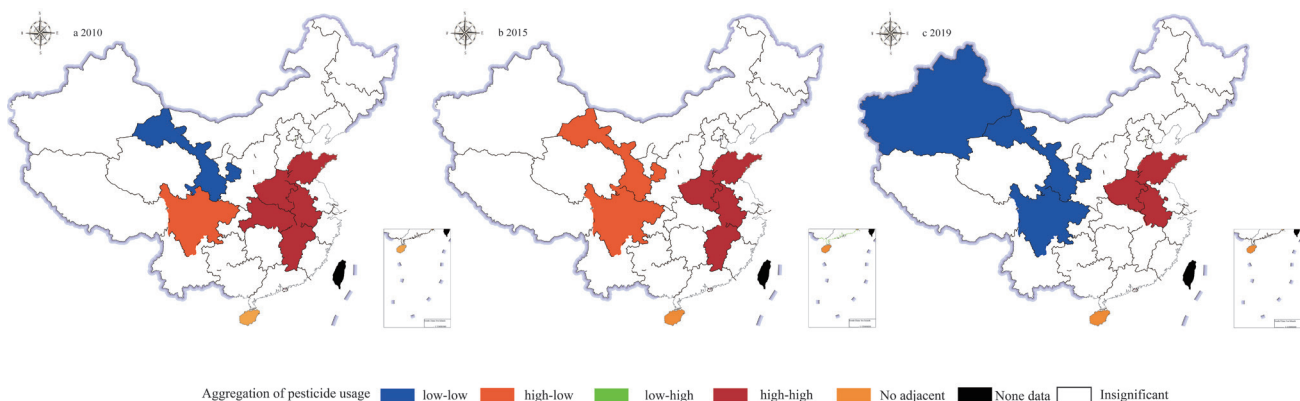 a 2010
b 2015
c 2019
Aggregation of pesticide usage low-low high-low low-high high-high No adjacent None data Insignificant